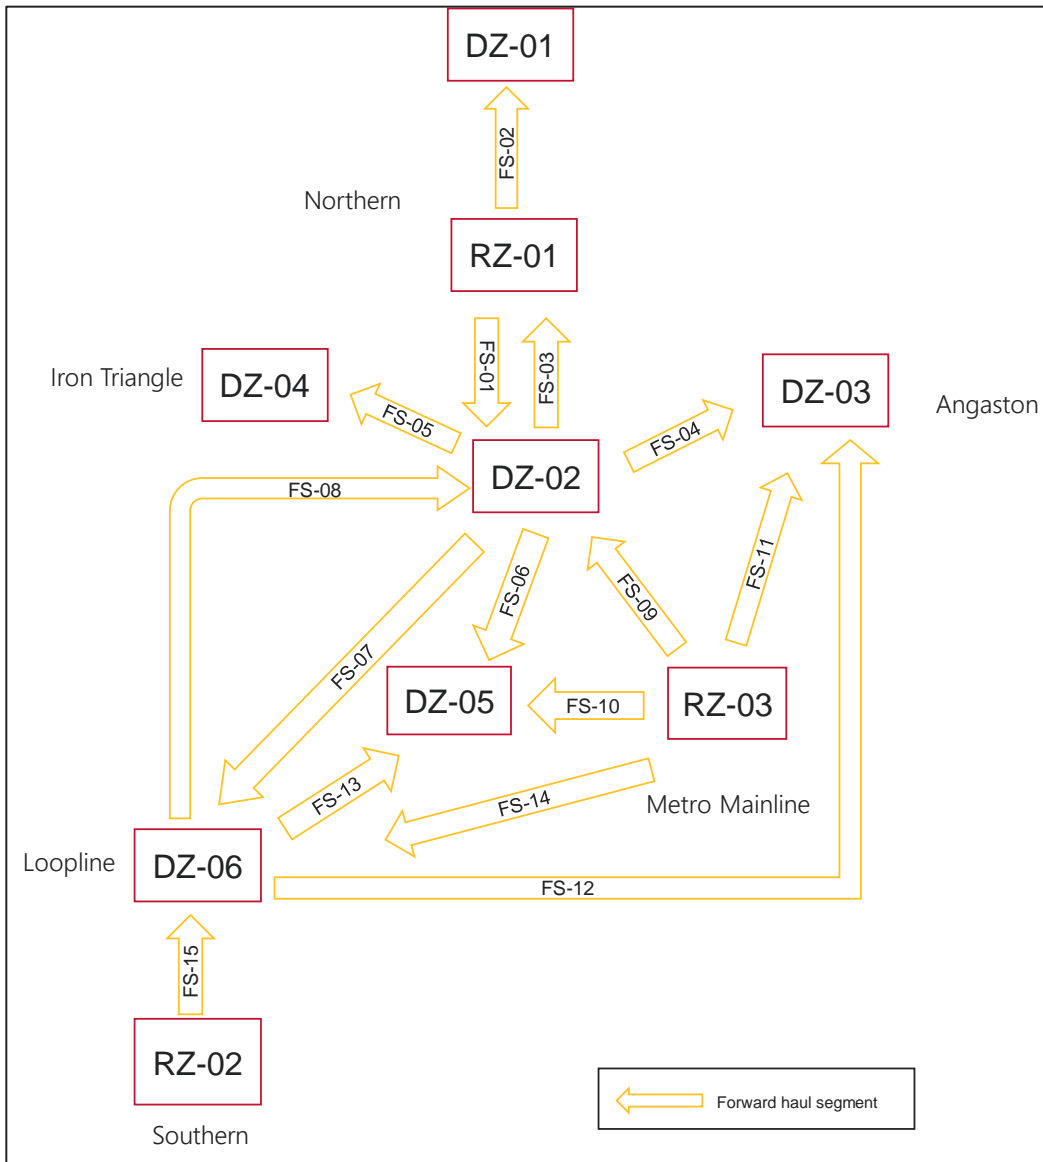 DZ-01
FS-02
Northern
RZ-01
FS-01
FS-03
Iron Triangle
DZ-04
FS-05
FS-04
DZ-03
Angaston
DZ-02
FS-08
FS-06
FS-09
FS-11
FS-07
DZ-05
FS-10
RZ-03
FS-13
FS-14
Metro Mainline
Loopline
DZ-06
FS-12
FS-15
RZ-02
Forward haul segment
Southern